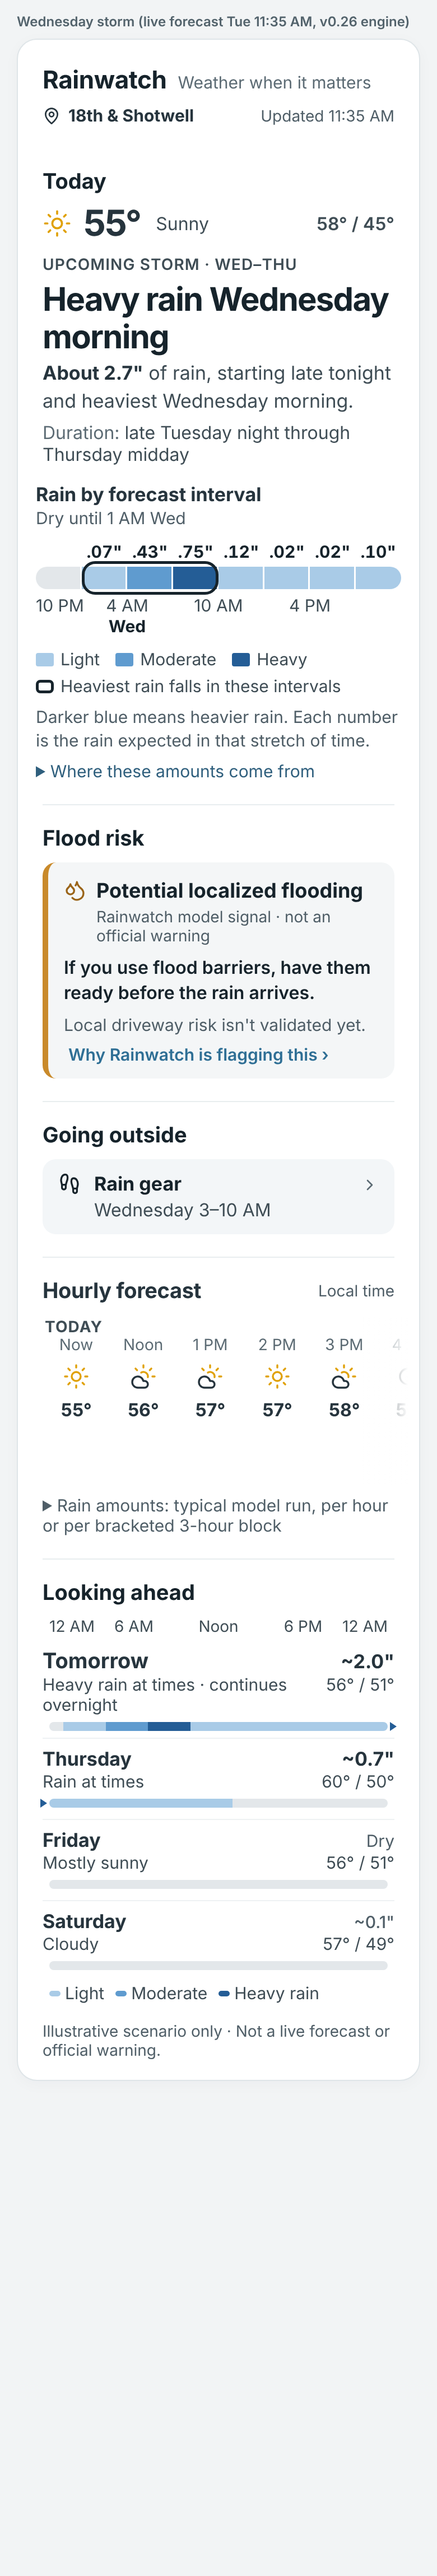 Wednesday storm (live forecast Tue 11:35 AM, v0.26 engine)
Rainwatch Weather when it matters
18th & Shotwell Updated 11:35 AM
Today
55° Sunny 58° / 45°
UPCOMING STORM · WED–THU
Heavy rain Wednesday
morning
About 2.7" of rain, starting late tonight
and heaviest Wednesday morning.
Duration: late Tuesday night through
Thursday midday
Rain by forecast interval
Dry until 1 AM Wed
.07" .43" .75" .12" .02" .02" .10"
10 PM 4 AM 10 AM 4 PM
Wed
Light Moderate Heavy
Heaviest rain falls in these intervals
Darker blue means heavier rain. Each number
is the rain expected in that stretch of time.
Where these amounts come from
Flood risk
Potential localized flooding
Rainwatch model signal · not an
official warning
If you use flood barriers, have them
ready before the rain arrives.
Local driveway risk isn't validated yet.
Why Rainwatch is flagging this ›
Going outside
Rain gear
Wednesday 3–10 AM
Hourly forecast Local time
TODAY
Now Noon 1 PM 2 PM 3 PM 4
55° 56° 57° 57° 58° 5
Rain amounts: typical model run, per hour
or per bracketed 3-hour block
Looking ahead
12 AM 6 AM Noon 6 PM 12 AM
Tomorrow ~2.0"
Heavy rain at times · continues 56° / 51°
overnight
Thursday ~0.7"
Rain at times 60° / 50°
Friday Dry
Mostly sunny 56° / 51°
Saturday ~0.1"
Cloudy 57° / 49°
Light Moderate Heavy rain
Illustrative scenario only · Not a live forecast or
official warning.